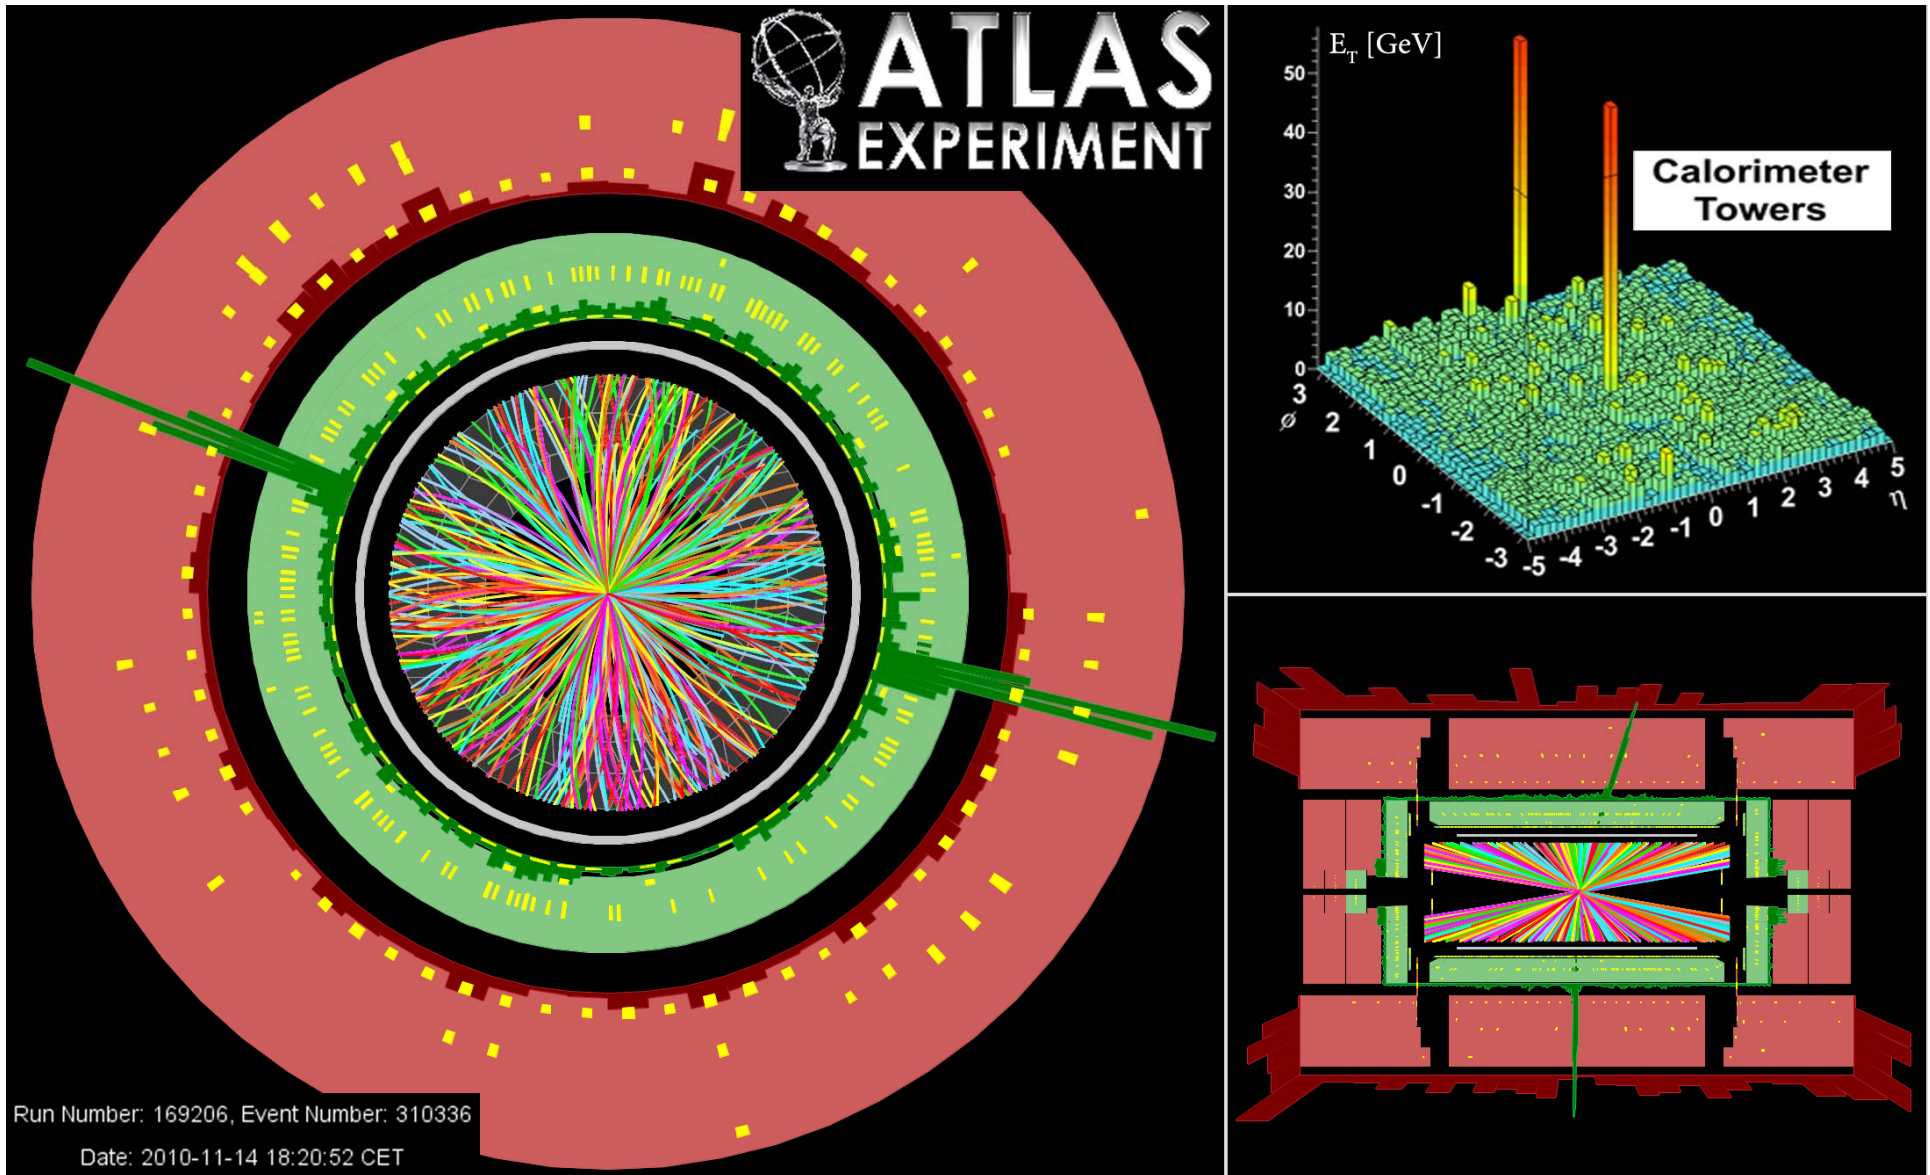 ATLAS
EXPERIMENT
Run Number: 169206, Event Number: 310336
Date: 2010-11-14 18:20:52 CET
E_T [GeV]
50
40
30
20
10
0
Calorimeter
Towers
3
2
1
0
-1
-2
-3
ø
-5 -4 -3 -2 -1 0 1 2 3 4 5
η